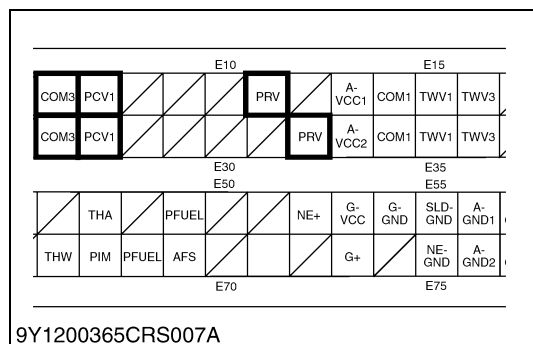 E10 E15
COM3 PCV1 PRV A-VCC1 COM1 TWV1 TWV3
COM3 PCV1 PRV A-VCC2 COM1 TWV1 TWV3
E30 E35
E50 E55
THA PFUEL NE+ G-VCC G-GND SLD-GND A-GND1
THW PIM PFUEL AFS G+ NE-GND A-GND2
E70 E75
9Y1200365CRS007A